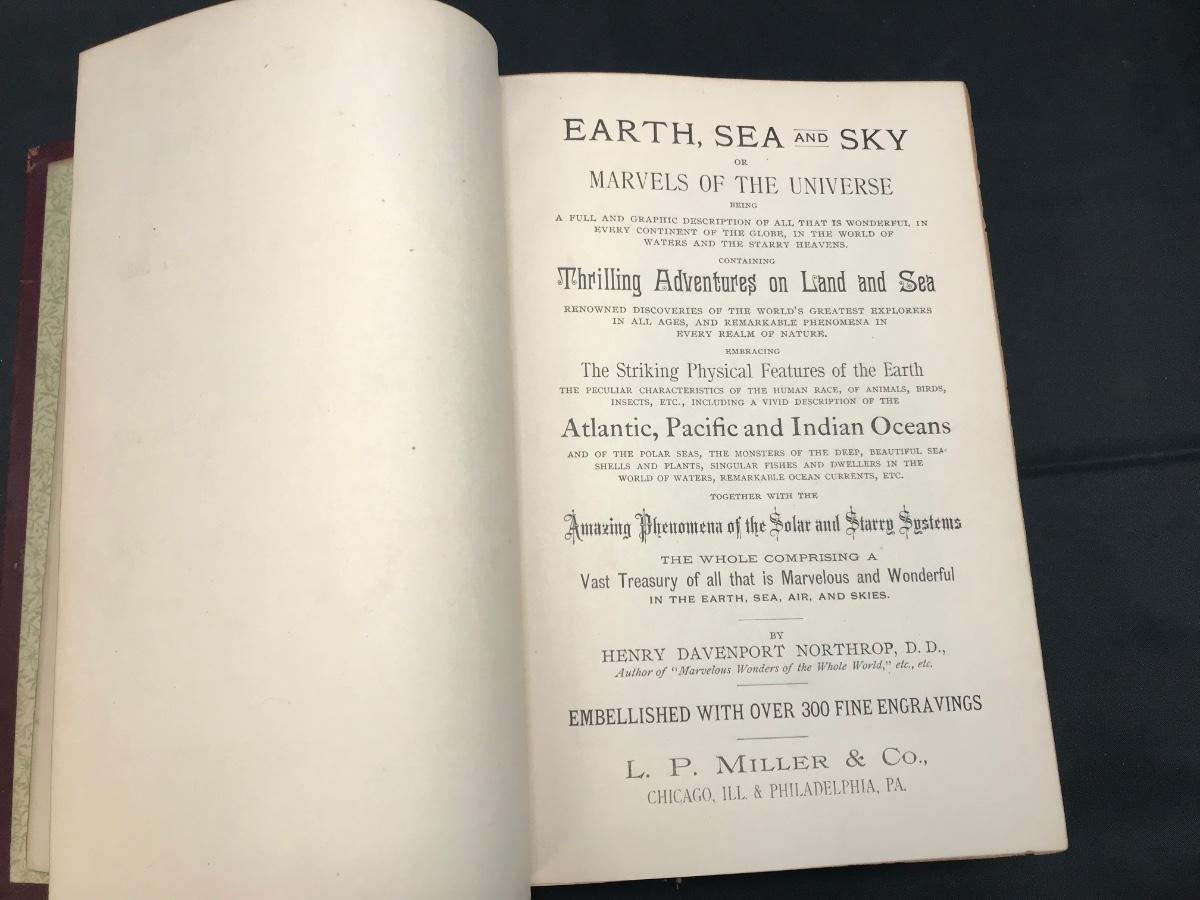 EARTH, SEA AND SKY
OR
MARVELS OF THE UNIVERSE
BEING
A FULL AND GRAPHIC DESCRIPTION OF ALL THAT IS WONDERFUL IN
EVERY CONTINENT OF THE GLOBE, IN THE WORLD OF
WATERS AND THE STARRY HEAVENS.
CONTAINING
Thrilling Adventures on Land and Sea
RENOWNED DISCOVERIES OF THE WORLD'S GREATEST EXPLORERS
IN ALL AGES, AND REMARKABLE PHENOMENA IN
EVERY REALM OF NATURE.
EMBRACING
The Striking Physical Features of the Earth
THE PECULIAR CHARACTERISTICS OF THE HUMAN RACE, OF ANIMALS, BIRDS,
INSECTS, ETC., INCLUDING A VIVID DESCRIPTION OF THE
Atlantic, Pacific and Indian Oceans
AND OF THE POLAR SEAS, THE MONSTERS OF THE DEEP, BEAUTIFUL SEA-
SHELLS AND PLANTS, SINGULAR FISHES AND DWELLERS IN THE
WORLD OF WATERS, REMARKABLE OCEAN CURRENTS, ETC.
TOGETHER WITH THE
Amazing Phenomena of the Solar and Starry Systems
THE WHOLE COMPRISING A
Vast Treasury of all that is Marvelous and Wonderful
IN THE EARTH, SEA, AIR, AND SKIES.
BY
HENRY DAVENPORT NORTHROP, D. D.,
Author of "Marvelous Wonders of the Whole World," etc., etc.
EMBELLISHED WITH OVER 300 FINE ENGRAVINGS
L. P. MILLER & CO.,
CHICAGO, ILL. & PHILADELPHIA, PA.